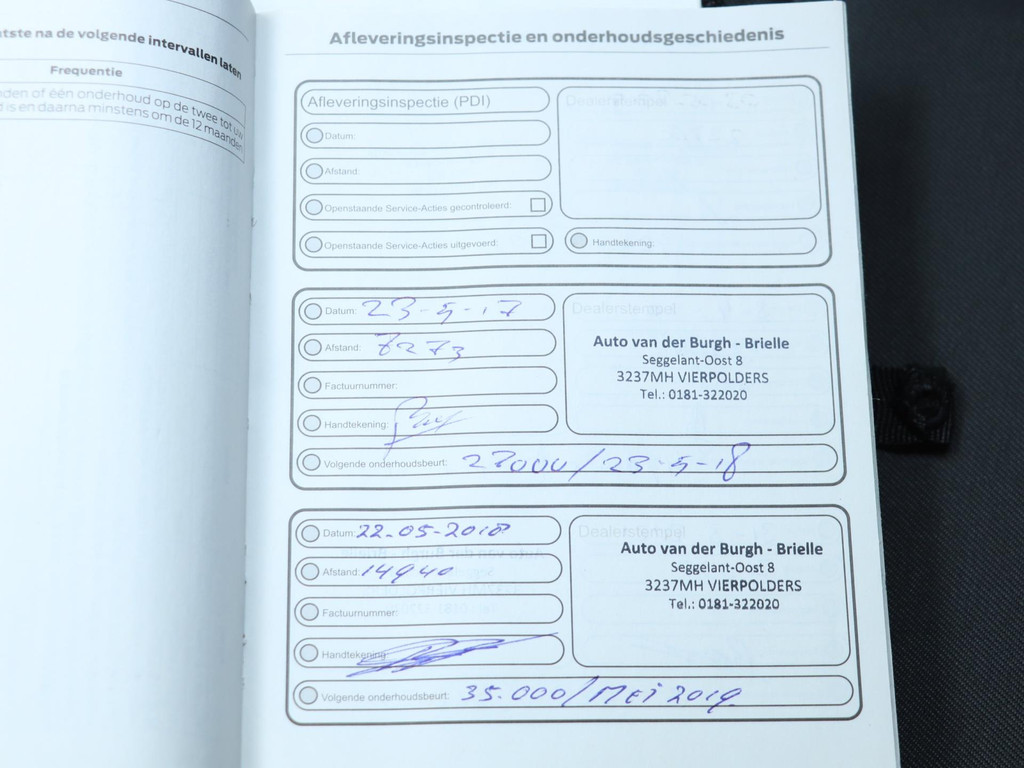 atste na de volgende intervallen laten
Frequentie
nden of één onderhoud op de twee tot uw
d is en daarna minstens om de 12 maanden
Afleveringsinspectie en onderhoudsgeschiedenis
Afleveringsinspectie (PDI)
Datum:
Afstand:
Openstaande Service-Acties gecontroleerd:
Openstaande Service-Acties uitgevoerd:
Dealerstempel
Handtekening:
Datum: 23-5-17
Afstand: 7273
Factuurnummer:
Handtekening:
Volgende onderhoudsbeurt: 27000/23-5-18
Dealerstempel
Auto van der Burgh - Brielle
Seggelant-Oost 8
3237MH VIERPOLDERS
Tel.: 0181-322020
Datum: 22-05-2018
Afstand: 14940
Factuurnummer:
Handtekening
Volgende onderhoudsbeurt: 35.000/MEI 2019
Dealerstempel
Auto van der Burgh - Brielle
Seggelant-Oost 8
3237MH VIERPOLDERS
Tel.: 0181-322020